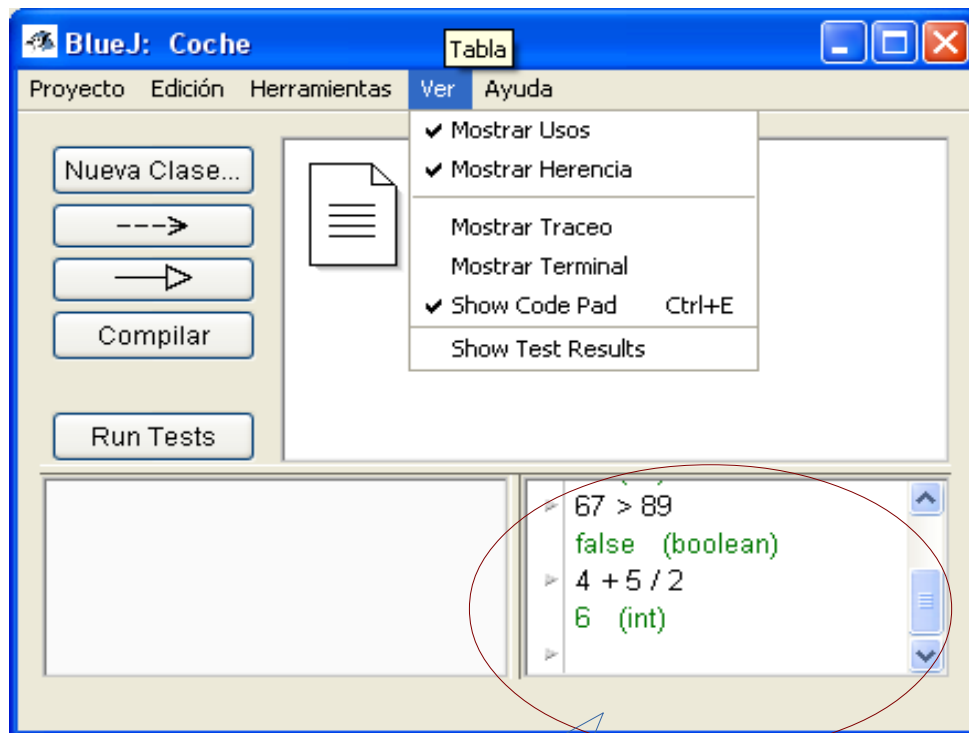 BlueJ: Coche
Tabla
Proyecto Edición Herramientas Ver Ayuda
Mostrar Usos
Mostrar Herencia
Mostrar Traceo
Mostrar Terminal
Show Code Pad Ctrl+E
Show Test Results
Nueva Clase...
Compilar
Run Tests
67 > 89
false (boolean)
4 + 5 / 2
6 (int)